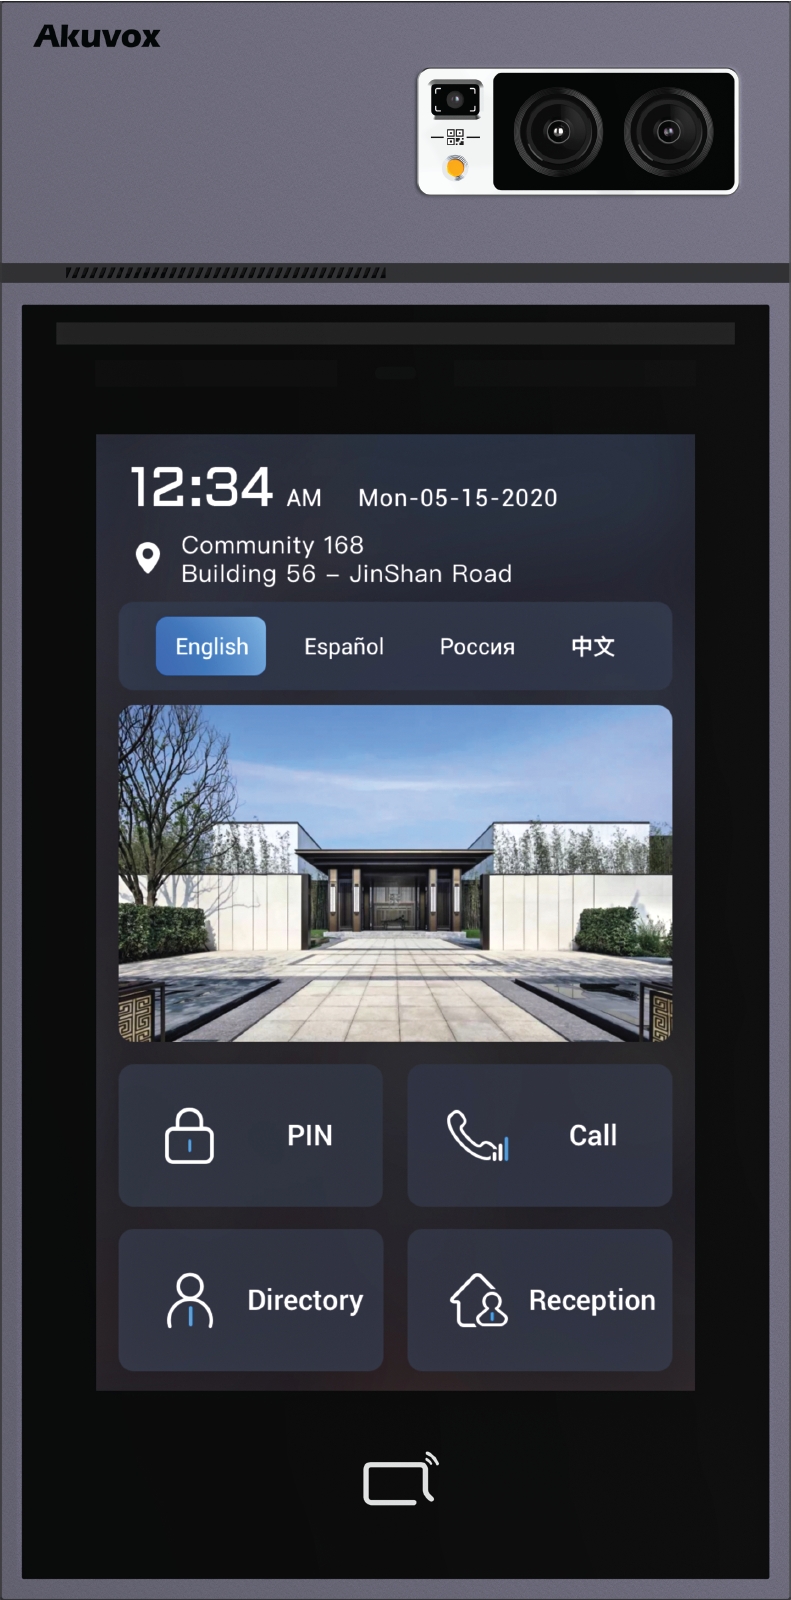 Akuvox
12:34 AM Mon-05-15-2020
Community 168
Building 56 – JinShan Road
English Español Россия 中文
PIN Call
Directory Reception